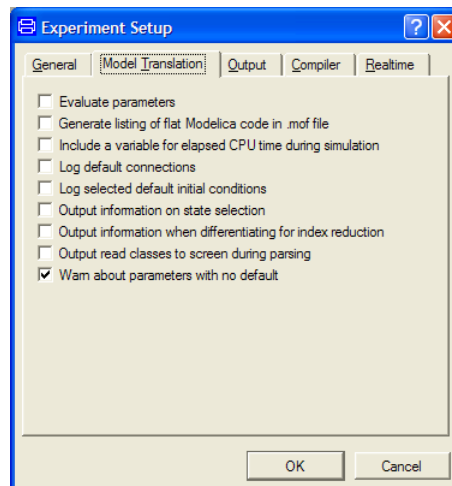 Experiment Setup
General Model Translation Output Compiler Realtime
Evaluate parameters
Generate listing of flat Modelica code in .mof file
Include a variable for elapsed CPU time during simulation
Log default connections
Log selected default initial conditions
Output information on state selection
Output information when differentiating for index reduction
Output read classes to screen during parsing
Warn about parameters with no default
OK Cancel